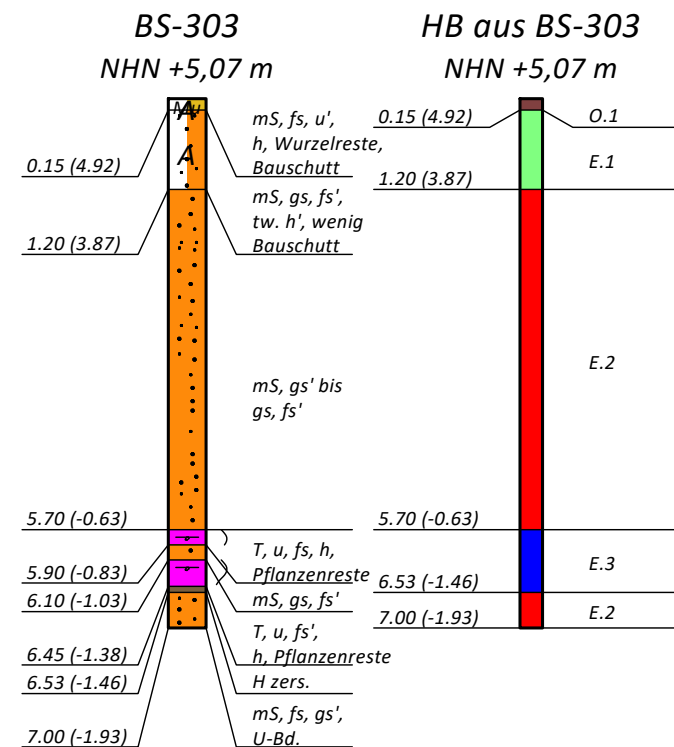 BS-303
NHN +5,07 m
Mu
A
A
0.15 (4.92)
1.20 (3.87)
5.70 (-0.63)
5.90 (-0.83)
6.10 (-1.03)
6.45 (-1.38)
6.53 (-1.46)
7.00 (-1.93)
mS, fs, u',
h, Wurzelreste,
Bauschutt
mS, gs, fs',
tw. h', wenig
Bauschutt
mS, gs' bis
gs, fs'
T, u, fs, h,
Pflanzenreste
mS, gs, fs'
T, u, fs',
h, Pflanzenreste
H zers.
mS, fs, gs',
U-Bd.
HB aus BS-303
NHN +5,07 m
0.15 (4.92)
1.20 (3.87)
5.70 (-0.63)
6.53 (-1.46)
7.00 (-1.93)
O.1
E.1
E.2
E.3
E.2